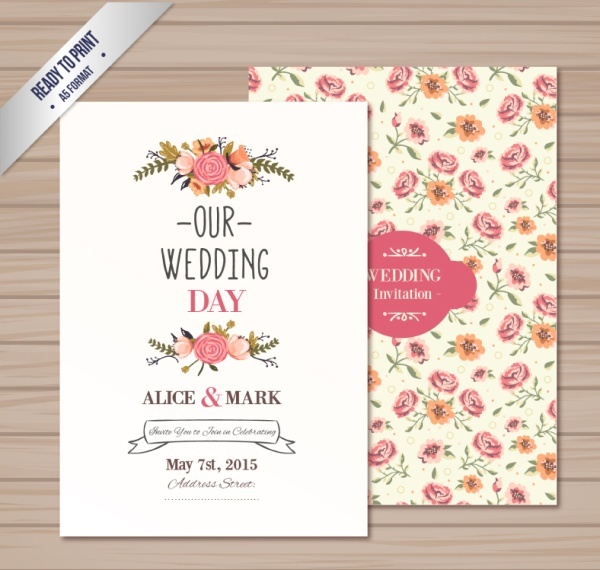 READY TO PRINT
A5 FORMAT
-OUR-
WEDDING
DAY
ALICE & MARK
Invite You to Join in Celebrating
May 7st, 2015
Address Street:
WEDDING
Invitation -